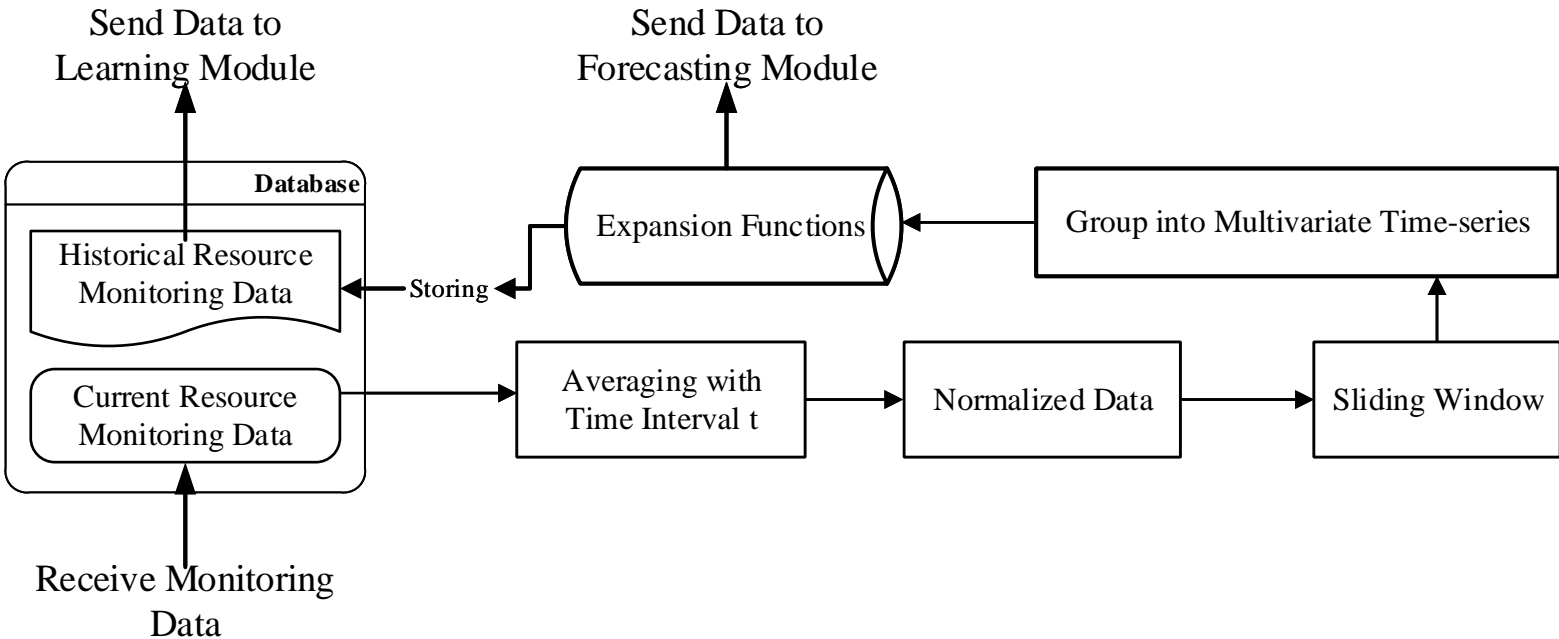 Send Data to
Learning Module
Send Data to
Forecasting Module
Database
Historical Resource
Monitoring Data
Storing
Expansion Functions
Group into Multivariate Time-series
Current Resource
Monitoring Data
Averaging with
Time Interval t
Normalized Data
Sliding Window
Receive Monitoring
Data